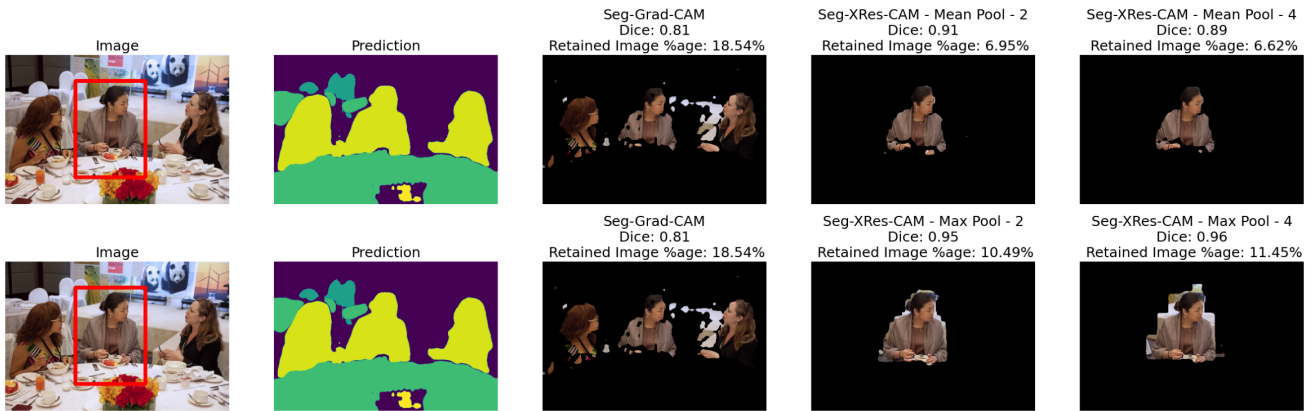 Image
Prediction
Seg-Grad-CAM
Dice: 0.81
Retained Image %age: 18.54%
Seg-XRes-CAM - Mean Pool - 2
Dice: 0.91
Retained Image %age: 6.95%
Seg-XRes-CAM - Mean Pool - 4
Dice: 0.89
Retained Image %age: 6.62%
Image
Prediction
Seg-Grad-CAM
Dice: 0.81
Retained Image %age: 18.54%
Seg-XRes-CAM - Max Pool - 2
Dice: 0.95
Retained Image %age: 10.49%
Seg-XRes-CAM - Max Pool - 4
Dice: 0.96
Retained Image %age: 11.45%